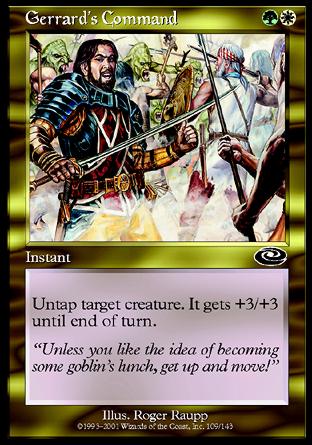 Gerrard's Command
Instant
Untap target creature. It gets +3/+3
until end of turn.
"Unless you like the idea of becoming
some goblin's lunch, get up and move!"
Illus. Roger Raupp
©1993–2001 Wizards of the Coast, Inc. 109/143